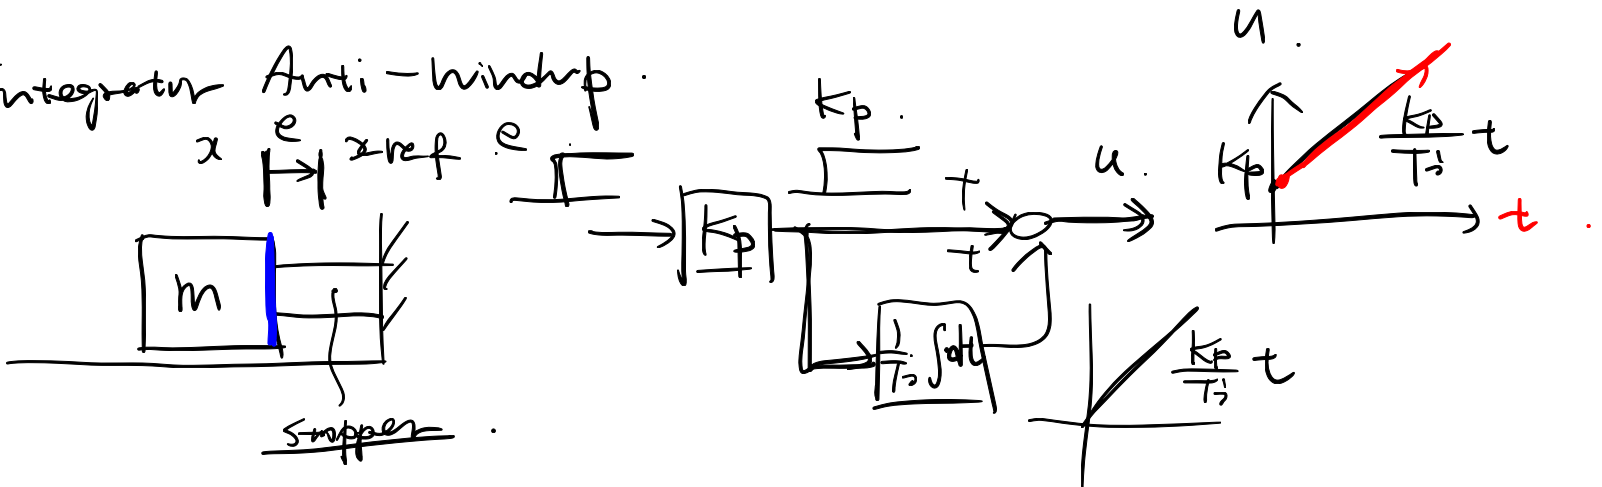 Integrator Anti-windup.
x e xref e
m
stopper.
Kp
Kp.
+
+
1/Ti ∫dt
u.
Kp/Ti t
u.
Kp
Kp/Ti t
t